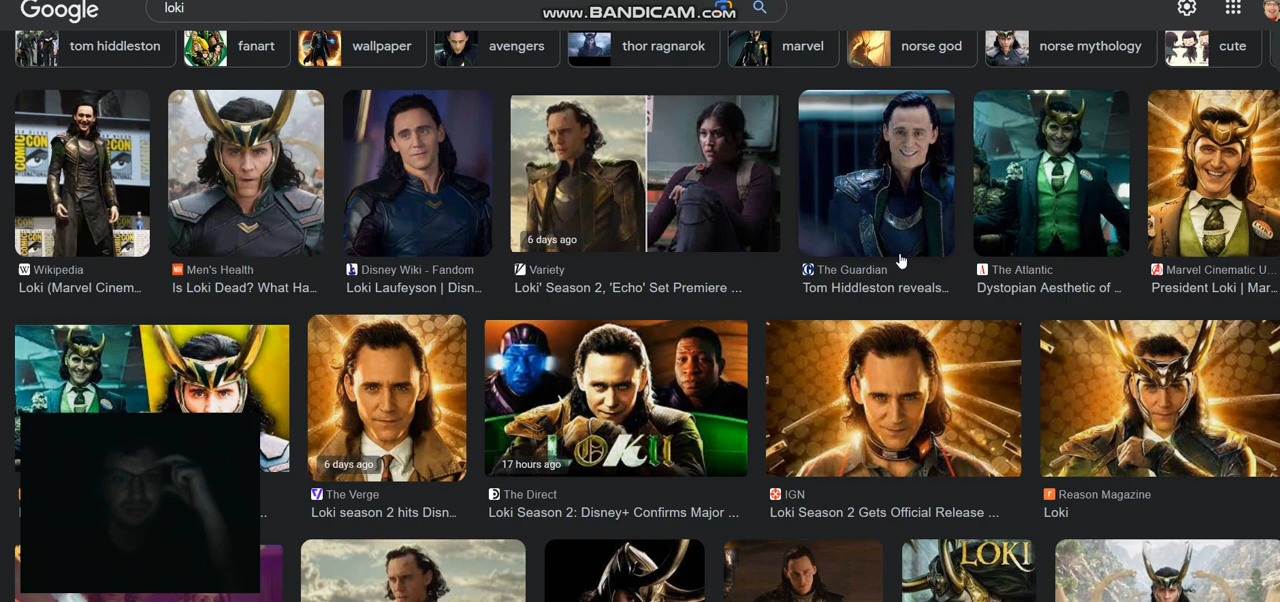 Google
loki
www.BANDICAM.com
tom hiddleston
fanart
wallpaper
avengers
thor ragnarok
marvel
norse god
norse mythology
cute
6 days ago
Wikipedia
Loki (Marvel Cinem...
Men's Health
Is Loki Dead? What Ha...
Disney Wiki - Fandom
Loki Laufeyson | Disn...
Variety
Loki' Season 2, 'Echo' Set Premiere ...
The Guardian
Tom Hiddleston reveals...
The Atlantic
Dystopian Aesthetic of ...
Marvel Cinematic U...
President Loki | Mar...
6 days ago
LOKI
17 hours ago
The Verge
Loki season 2 hits Disn...
The Direct
Loki Season 2: Disney+ Confirms Major ...
IGN
Loki Season 2 Gets Official Release ...
Reason Magazine
Loki
LOKI